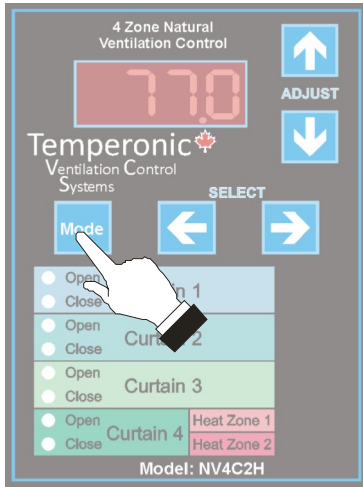 4 Zone Natural
Ventilation Control
77.0
ADJUST
Temperonic
Ventilation Control
Systems
SELECT
Mode
Open
Close
Curtain 1
Open
Close
Curtain 2
Open
Close
Curtain 3
Open
Close
Curtain 4
Heat Zone 1
Heat Zone 2
Model: NV4C2H